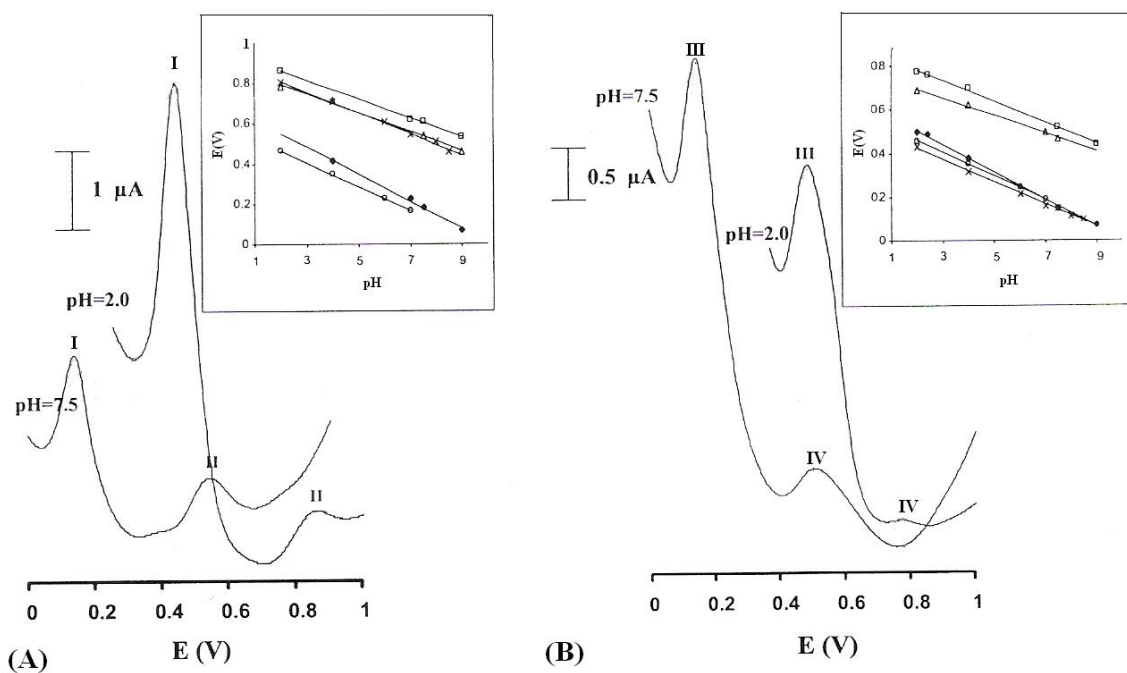 I
1 μA
pH=2.0
I
pH=7.5
II
II
0 0.2 0.4 0.6 0.8 1
E (V)
(A)
1
0.8
0.6
0.4
0.2
0
E(V)
1 3 5 7 9
pH
III
pH=7.5
0.5 μA
III
pH=2.0
IV
IV
0 0.2 0.4 0.6 0.8 1
E (V)
(B)
0.8
0.6
0.4
0.2
0
E(V)
1 3 5 7 9
pH